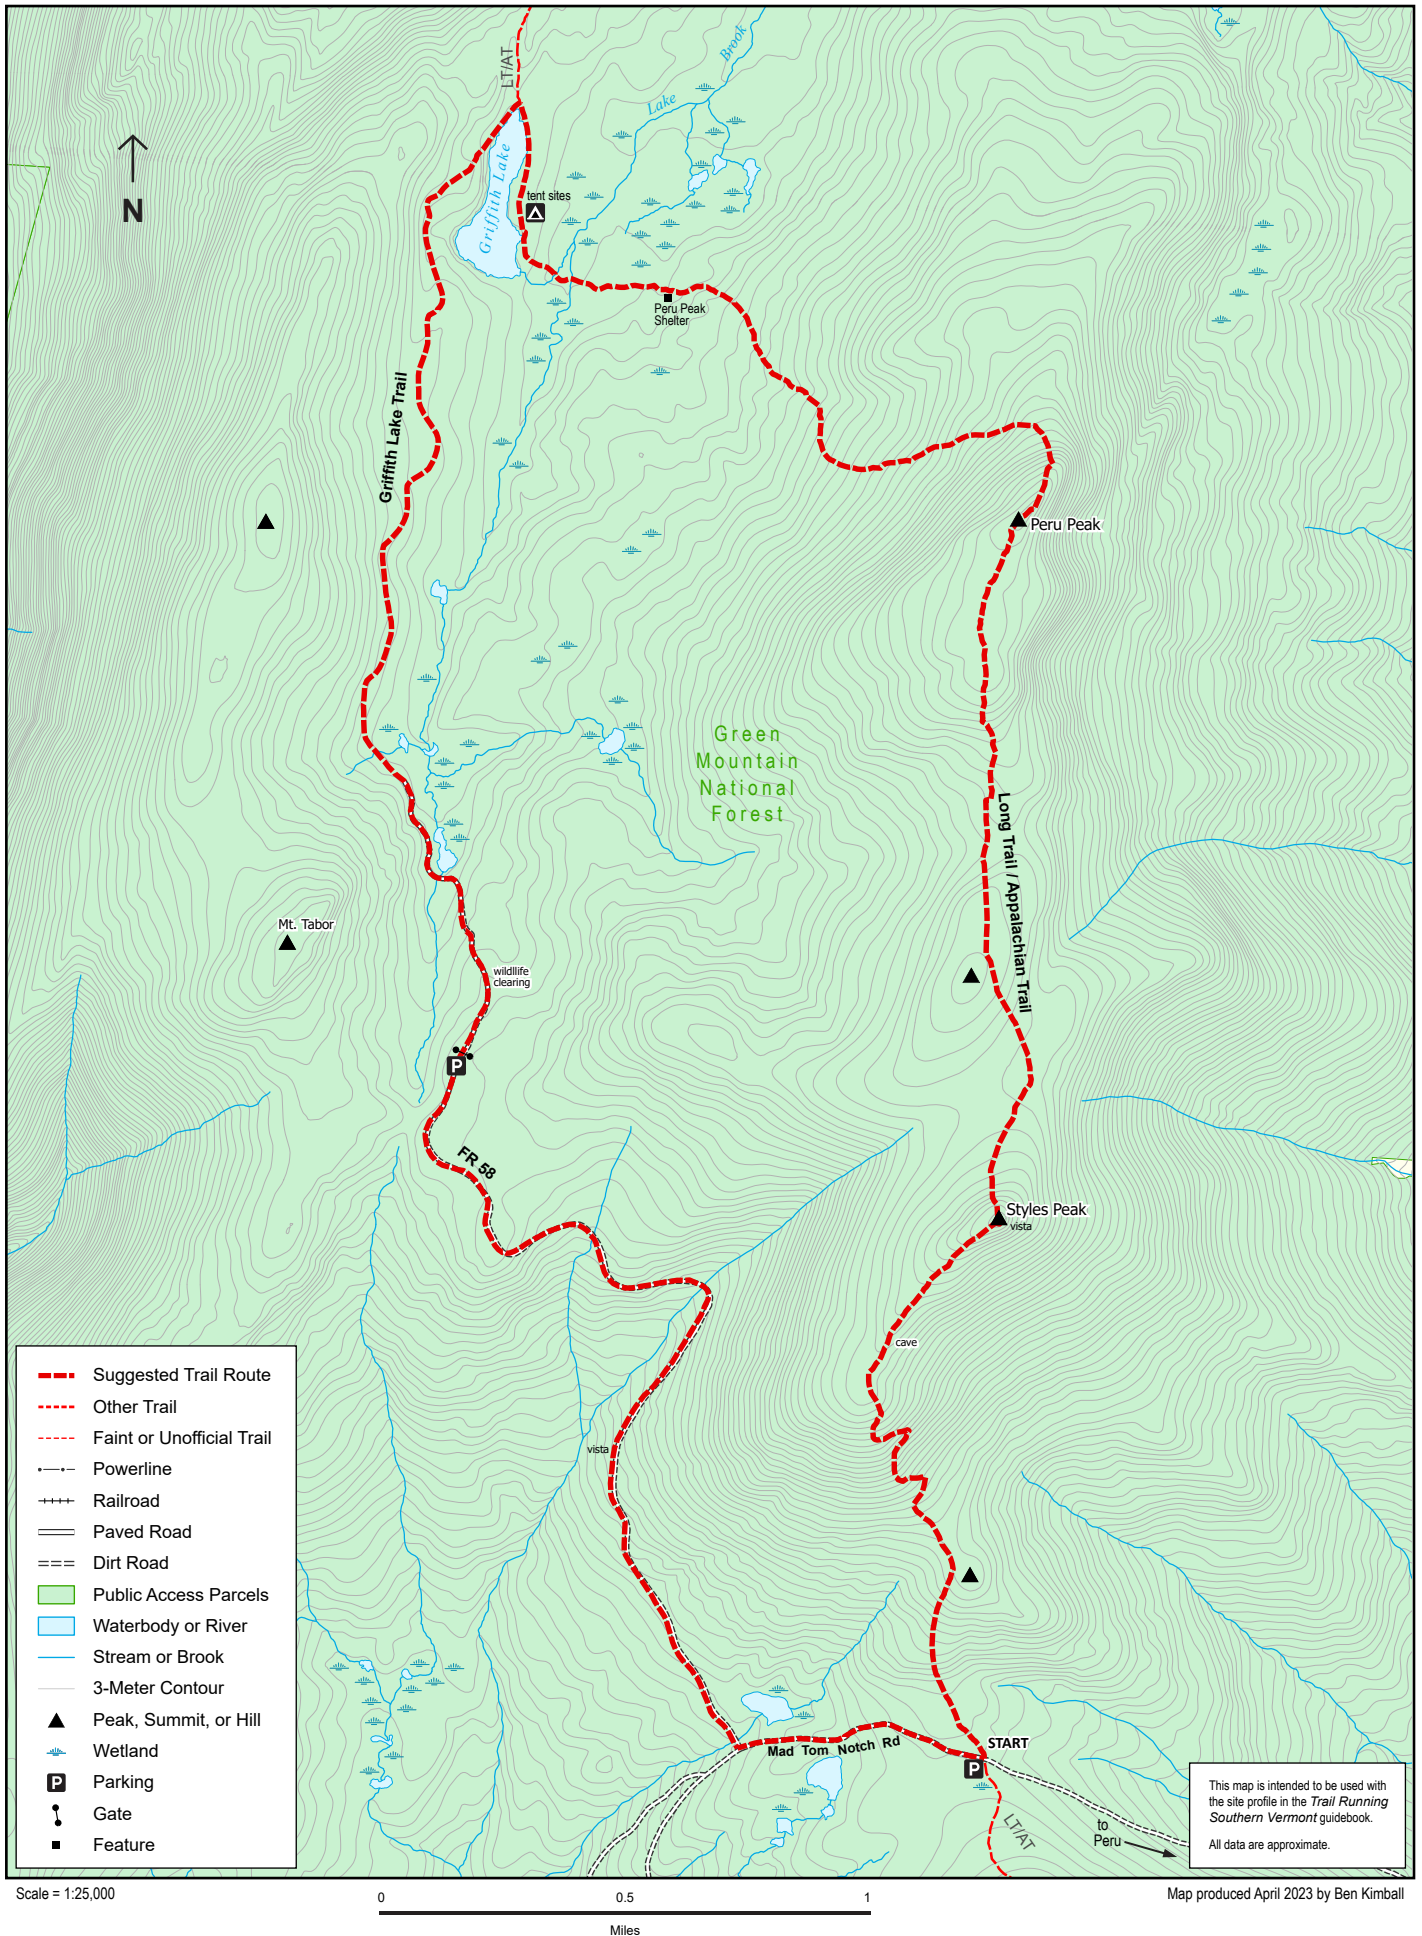 LT/AT
Brook
Lake
N
Griffith Lake
tent sites
Peru Peak
Shelter
Griffith Lake Trail
Peru Peak
Green
Mountain
National
Forest
Long Trail / Appalachian Trail
Mt. Tabor
wildllife
clearing
P
FR 58
Styles Peak
vista
cave
vista
Suggested Trail Route
Other Trail
Faint or Unofficial Trail
Powerline
Railroad
Paved Road
Dirt Road
Public Access Parcels
Waterbody or River
Stream or Brook
3-Meter Contour
Peak, Summit, or Hill
Wetland
P Parking
Gate
Feature
START
Mad Tom Notch Rd
P
LT/AT
to
Peru
This map is intended to be used with
the site profile in the Trail Running
Southern Vermont guidebook.
All data are approximate.
Scale = 1:25,000
0 0.5 1
Miles
Map produced April 2023 by Ben Kimball